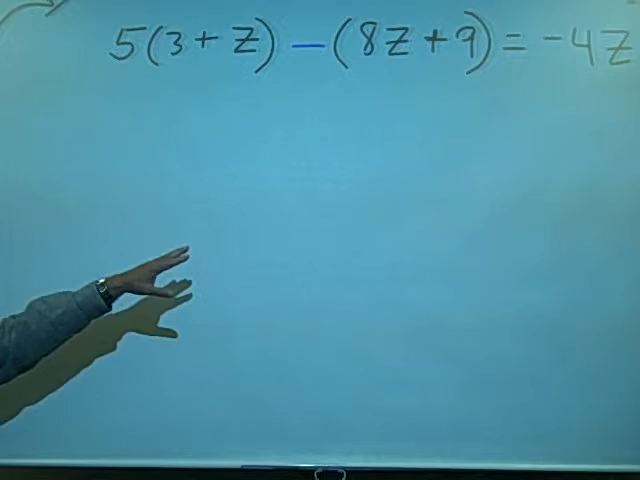 5(3 + z) - (8z + 9) = -4z